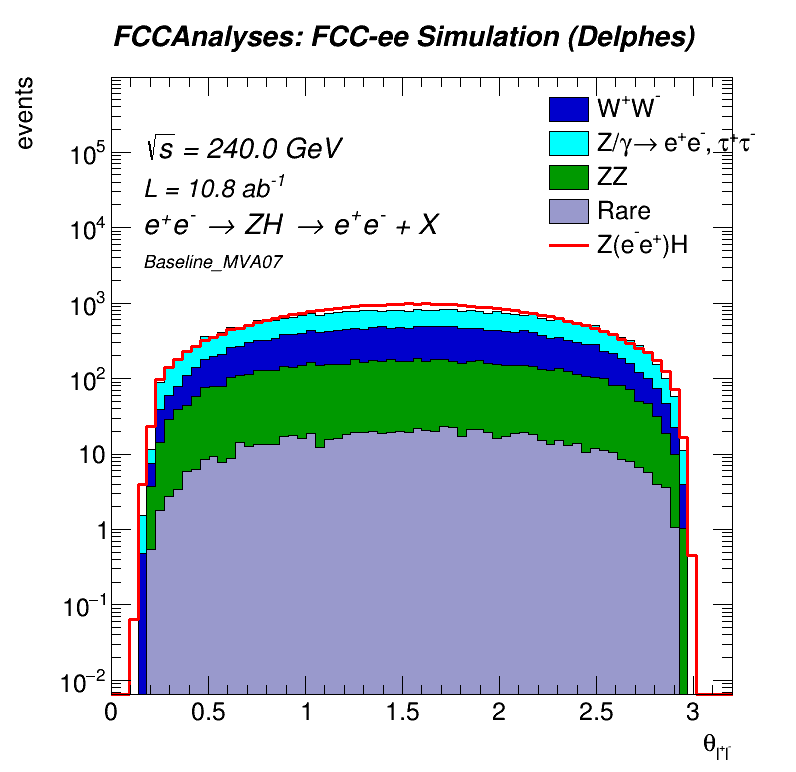 FCCAnalyses: FCC-ee Simulation (Delphes)
events
√s = 240.0 GeV
L = 10.8 ab⁻¹
e⁺e⁻ → ZH → e⁺e⁻ + X
Baseline_MVA07
W⁺W⁻
Z/γ→ e⁺e⁻, τ⁺τ⁻
ZZ
Rare
Z(e⁻e⁺)H
10⁵
10⁴
10³
10²
10
1
10⁻¹
10⁻²
0 0.5 1 1.5 2 2.5 3
θ_l⁺l⁻